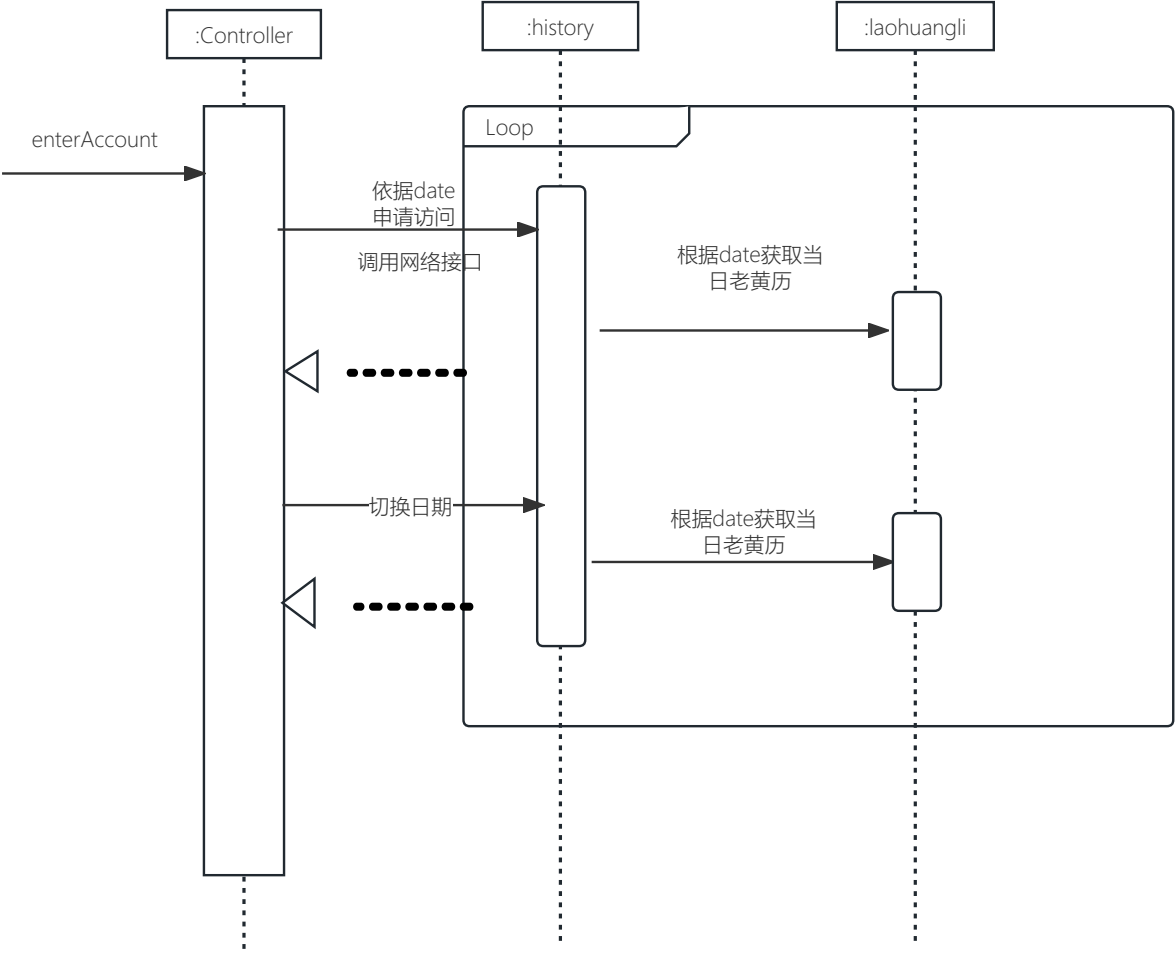 :Controller
:history
:laohuangli
Loop
enterAccount
依据date
申请访问
调用网络接口
根据date获取当
日老黄历
切换日期
根据date获取当
日老黄历